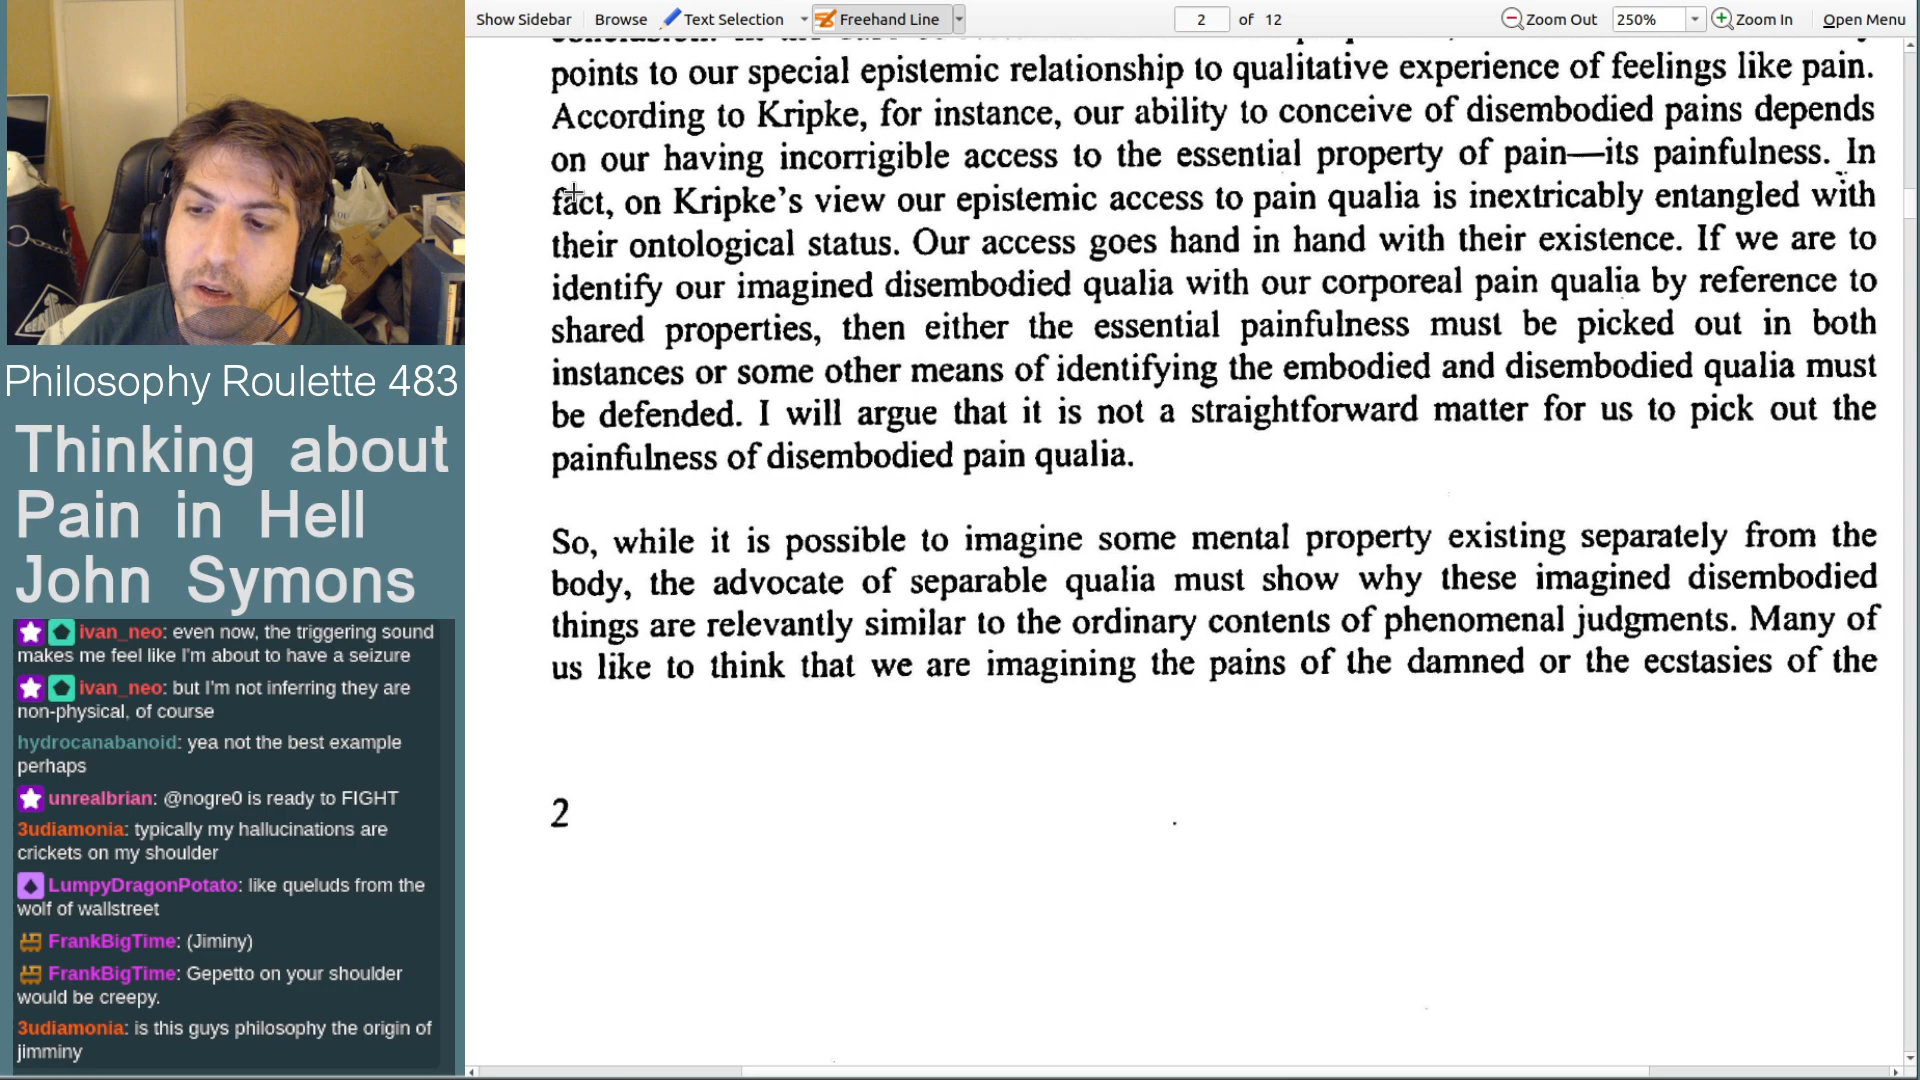 Show Sidebar Browse Text Selection Freehand Line 2 of 12 Zoom Out 250% Zoom In Open Menu
points to our special epistemic relationship to qualitative experience of feelings like pain.
According to Kripke, for instance, our ability to conceive of disembodied pains depends
on our having incorrigible access to the essential property of pain—its painfulness. In
fact, on Kripke's view our epistemic access to pain qualia is inextricably entangled with
their ontological status. Our access goes hand in hand with their existence. If we are to
identify our imagined disembodied qualia with our corporeal pain qualia by reference to
shared properties, then either the essential painfulness must be picked out in both
instances or some other means of identifying the embodied and disembodied qualia must
be defended. I will argue that it is not a straightforward matter for us to pick out the
painfulness of disembodied pain qualia.
So, while it is possible to imagine some mental property existing separately from the
body, the advocate of separable qualia must show why these imagined disembodied
things are relevantly similar to the ordinary contents of phenomenal judgments. Many of
us like to think that we are imagining the pains of the damned or the ecstasies of the
2
Philosophy Roulette 483
Thinking about
Pain in Hell
John Symons
ivan_neo: even now, the triggering sound
makes me feel like I'm about to have a seizure
ivan_neo: but I'm not inferring they are
non-physical, of course
hydrocanabanoid: yea not the best example
perhaps
unrealbrian: @nogre0 is ready to FIGHT
3udiamonia: typically my hallucinations are
crickets on my shoulder
LumpyDragonPotato: like queluds from the
wolf of wallstreet
FrankBigTime: (Jiminy)
FrankBigTime: Gepetto on your shoulder
would be creepy.
3udiamonia: is this guys philosophy the origin of
jimminy